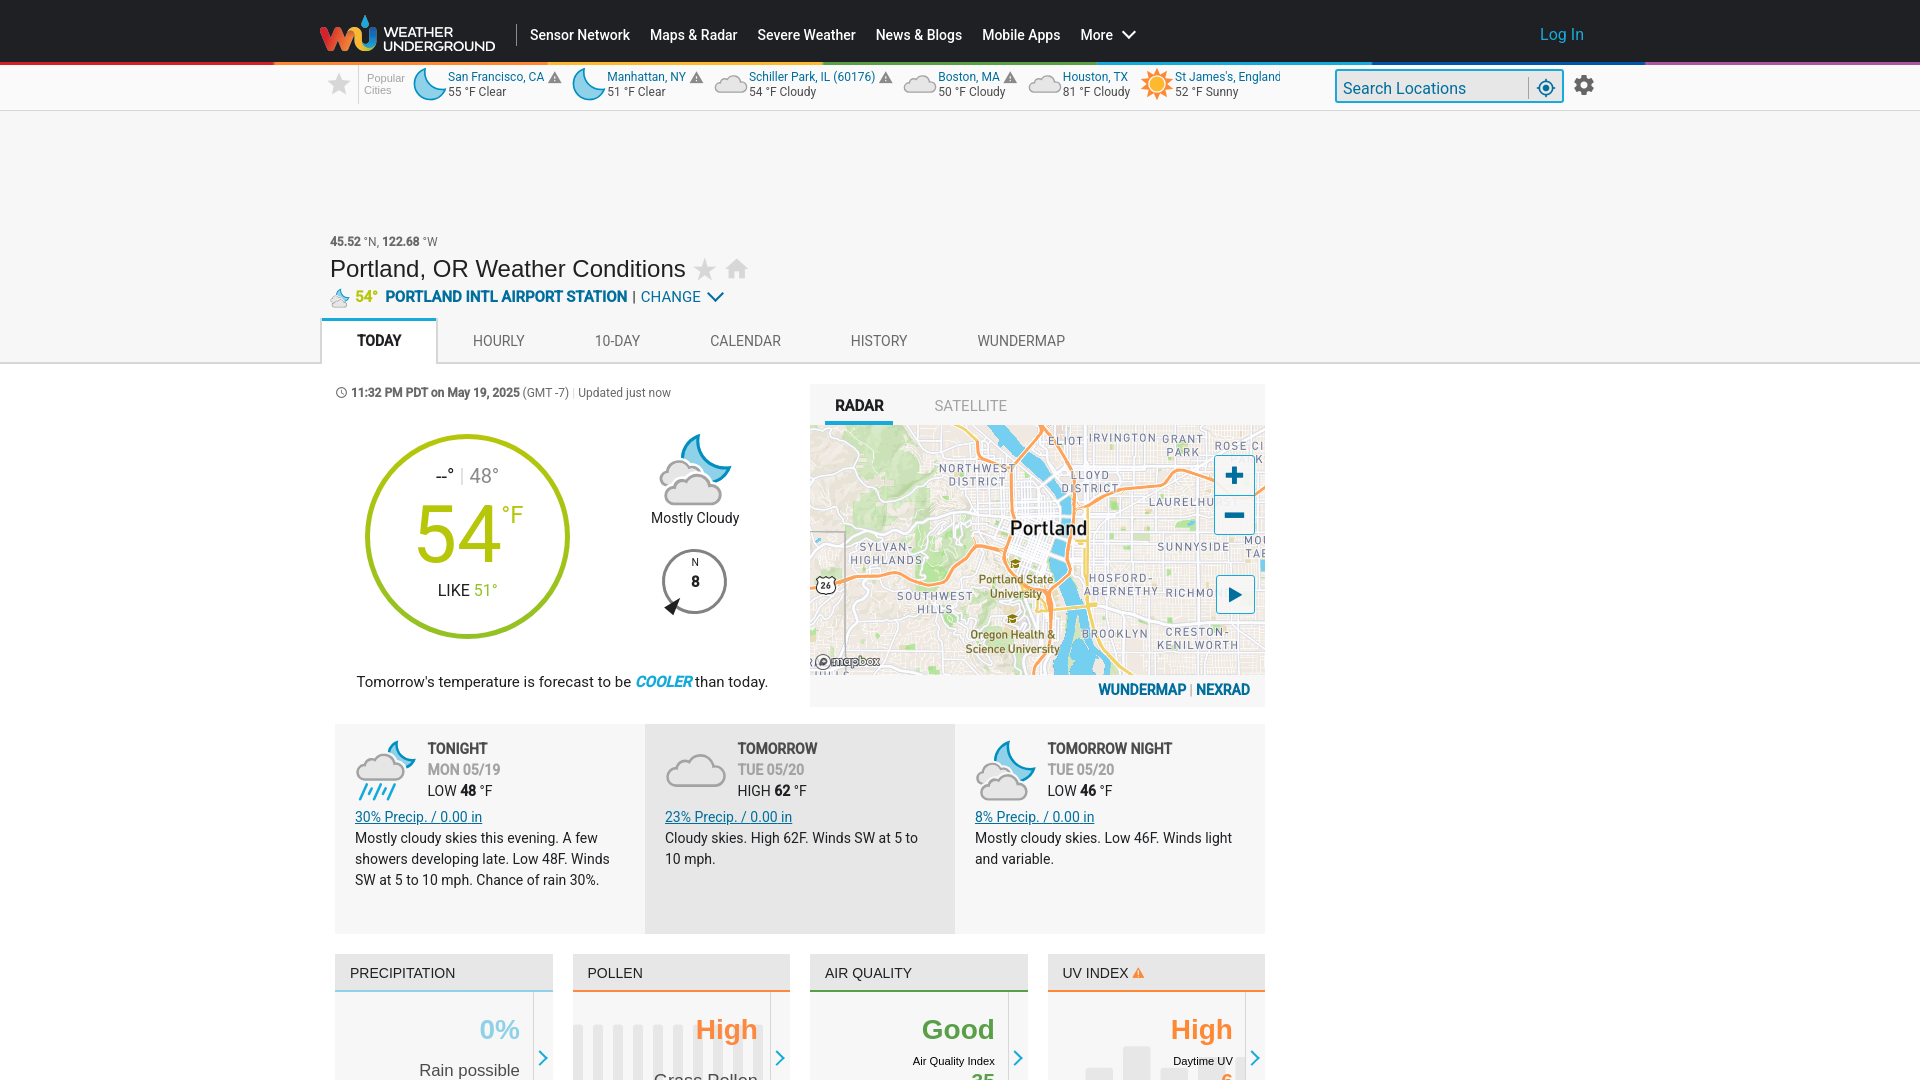 WEATHER
UNDERGROUND
Sensor Network
Maps & Radar
Severe Weather
News & Blogs
Mobile Apps
More
Log In
Popular
Cities
San Francisco, CA
55 °F Clear
Manhattan, NY
51 °F Clear
Schiller Park, IL (60176)
54 °F Cloudy
Boston, MA
50 °F Cloudy
Houston, TX
81 °F Cloudy
St James's, England
52 °F Sunny
Search Locations
45.52 °N, 122.68 °W
Portland, OR Weather Conditions
54° PORTLAND INTL AIRPORT STATION | CHANGE
TODAY
HOURLY
10-DAY
CALENDAR
HISTORY
WUNDERMAP
11:32 PM PDT on May 19, 2025 (GMT -7) | Updated just now
--° | 48°
54 °F
LIKE 51°
Mostly Cloudy
N
8
Tomorrow's temperature is forecast to be COOLER than today.
RADAR
SATELLITE
ELIOT
IRVINGTON
GRANT
PARK
ROSE CI
K
NORTHWEST
DISTRICT
LLOYD
DISTRICT
LAURELHU
Portland
SYLVAN-
HIGHLANDS
SUNNYSIDE
MOU
TAB
26
Portland State
University
HOSFORD-
ABERNETHY
RICHMO
SOUTHWEST
HILLS
Oregon Health &
Science University
BROOKLYN
CRESTON-
KENILWORTH
mapbox
WUNDERMAP | NEXRAD
TONIGHT
MON 05/19
LOW 48 °F
30% Precip. / 0.00 in
Mostly cloudy skies this evening. A few
showers developing late. Low 48F. Winds
SW at 5 to 10 mph. Chance of rain 30%.
TOMORROW
TUE 05/20
HIGH 62 °F
23% Precip. / 0.00 in
Cloudy skies. High 62F. Winds SW at 5 to
10 mph.
TOMORROW NIGHT
TUE 05/20
LOW 46 °F
8% Precip. / 0.00 in
Mostly cloudy skies. Low 46F. Winds light
and variable.
PRECIPITATION
0%
Rain possible
POLLEN
High
Grass Pollen
AIR QUALITY
Good
Air Quality Index
35
UV INDEX
High
Daytime UV
6